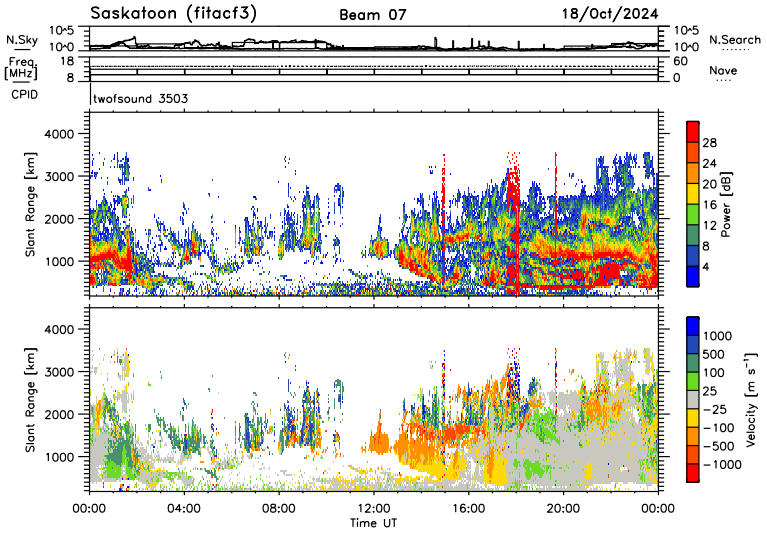 Saskatoon (fitacf3) Beam 07 18/Oct/2024
N.Sky 10^5 10^0 10^5 10^0 N.Search
Freq. [MHz] 18 8 60 0 Nave
CPID twofsound 3503
Slant Range [km] 4000 3000 2000 1000
Power [dB] 28 24 20 16 12 8 4
Slant Range [km] 4000 3000 2000 1000
Velocity [m s⁻¹] 1000 500 100 25 −25 −100 −500 −1000
00:00 04:00 08:00 12:00 16:00 20:00 00:00
Time UT